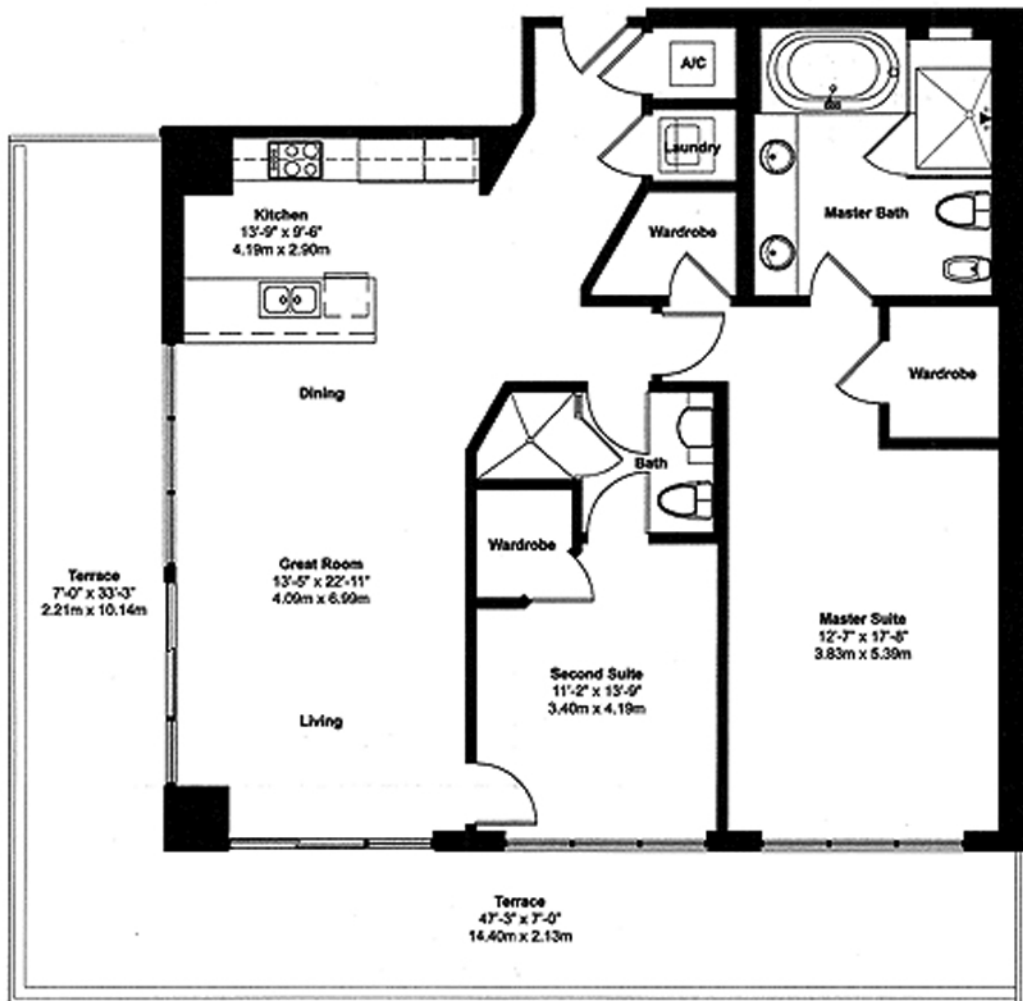 A/C
Laundry
Kitchen
13'-9" x 9'-6"
4.19m x 2.90m
Wardrobe
Master Bath
Dining
Wardrobe
Bath
Wardrobe
Terrace
7'-0" x 33'-3"
2.21m x 10.14m
Great Room
13'-5" x 22'-11"
4.09m x 6.99m
Master Suite
12'-7" x 17'-8"
3.83m x 5.39m
Second Suite
11'-2" x 13'-9"
3.40m x 4.19m
Living
Terrace
47'-3" x 7'-0"
14.40m x 2.13m